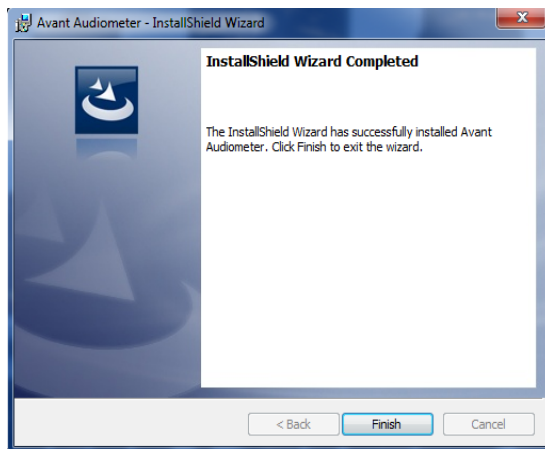 Avant Audiometer - InstallShield Wizard
InstallShield Wizard Completed
The InstallShield Wizard has successfully installed Avant
Audiometer. Click Finish to exit the wizard.
< Back
Finish
Cancel